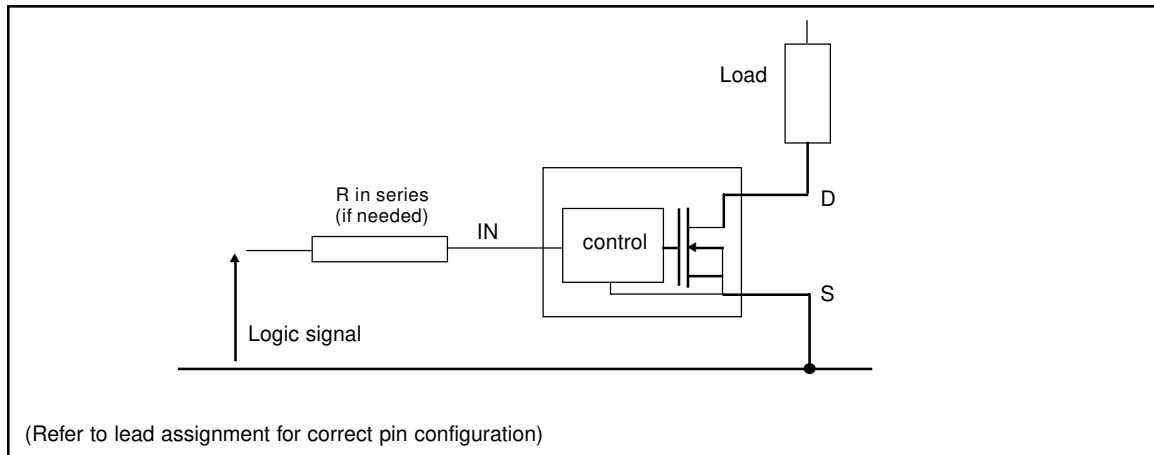 Load
R in series
(if needed)
IN
D
control
S
Logic signal
(Refer to lead assignment for correct pin configuration)